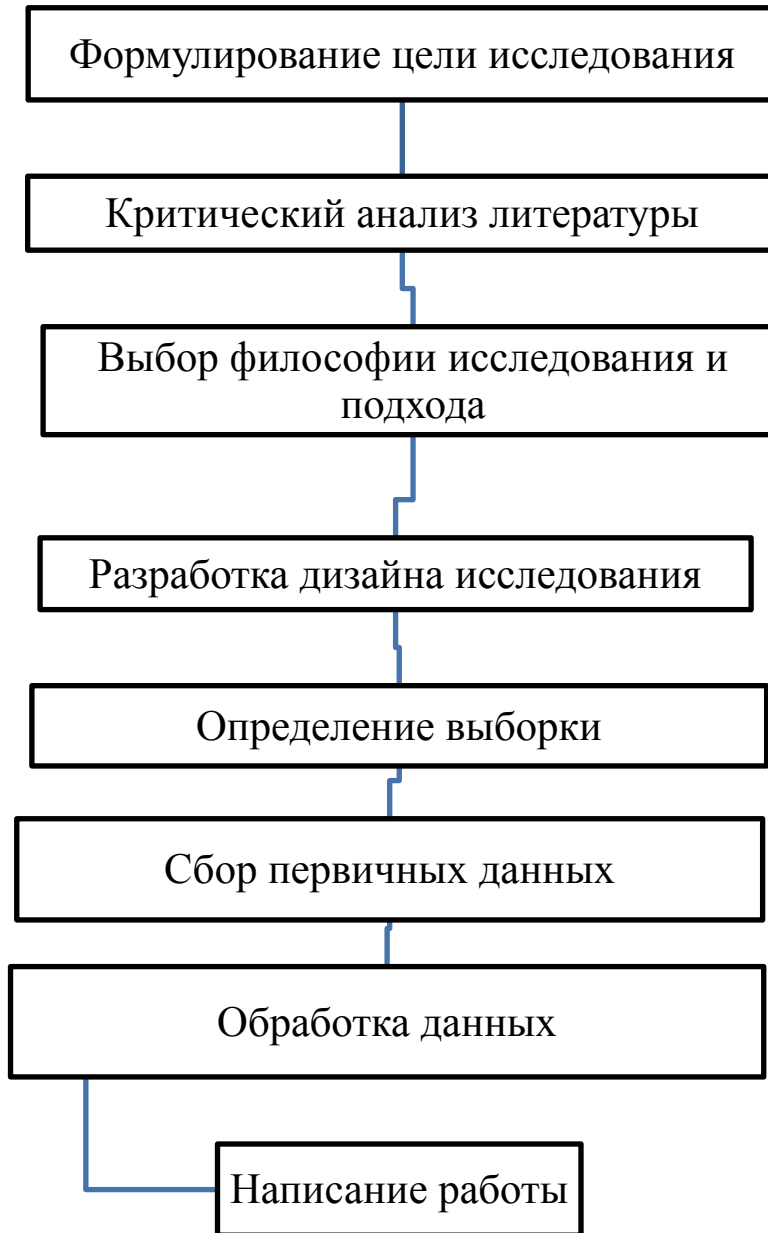 Формулирование цели исследования
Критический анализ литературы
Выбор философии исследования и
подхода
Разработка дизайна исследования
Определение выборки
Сбор первичных данных
Обработка данных
Написание работы